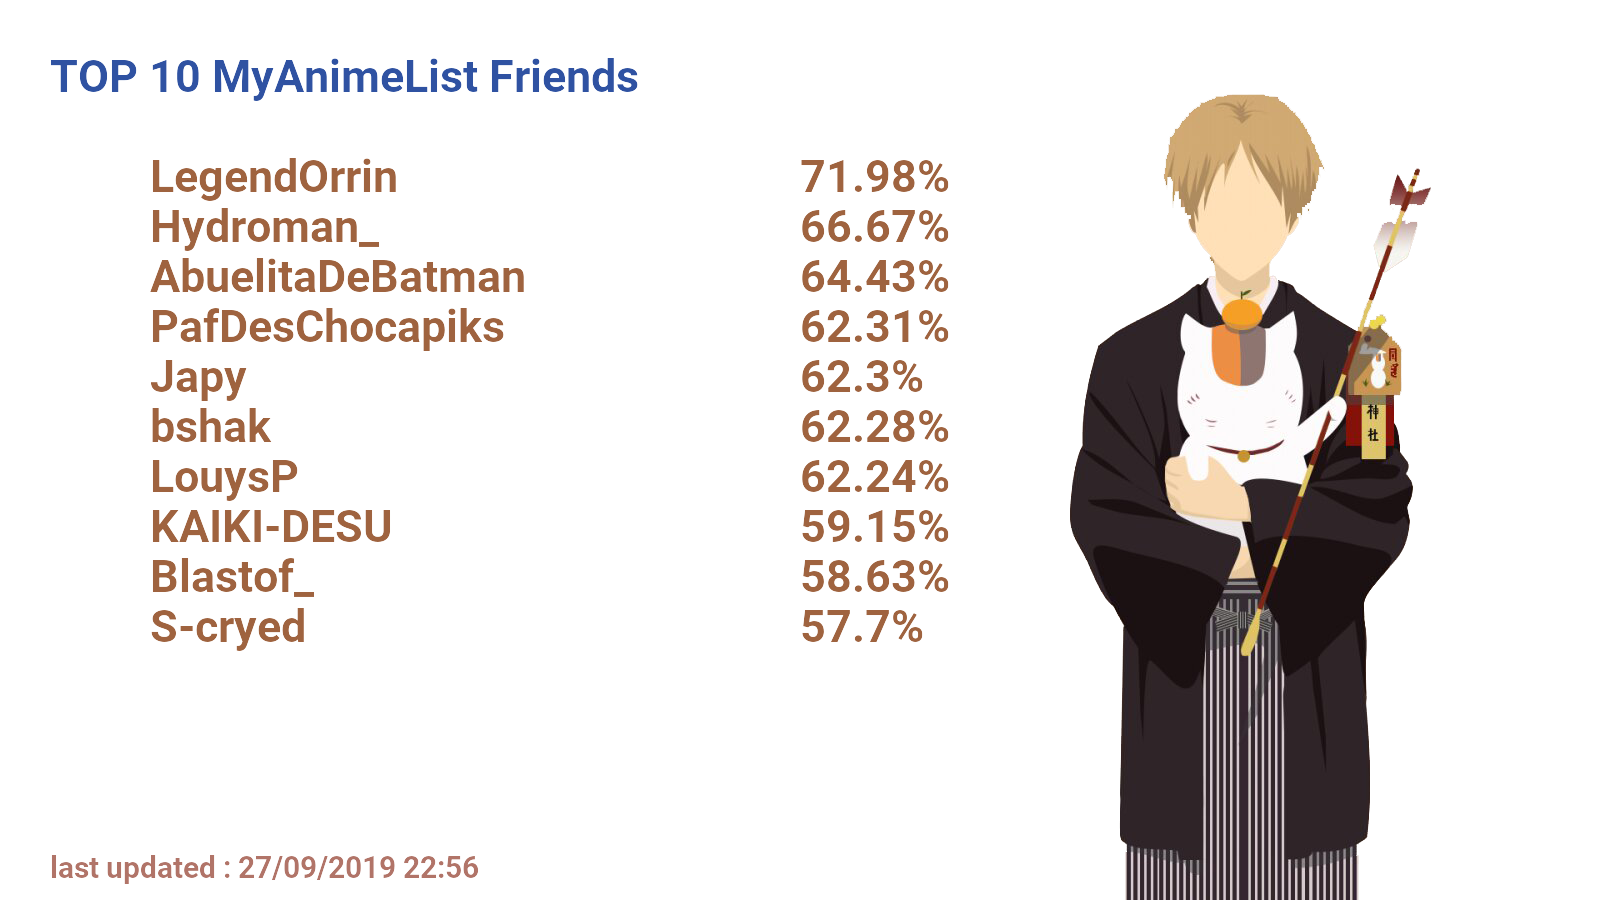 TOP 10 MyAnimeList Friends
LegendOrrin 71.98%
Hydroman_ 66.67%
AbuelitaDeBatman 64.43%
PafDesChocapiks 62.31%
Japy 62.3%
bshak 62.28%
LouysP 62.24%
KAIKI-DESU 59.15%
Blastof_ 58.63%
S-cryed 57.7%
神社
last updated : 27/09/2019 22:56